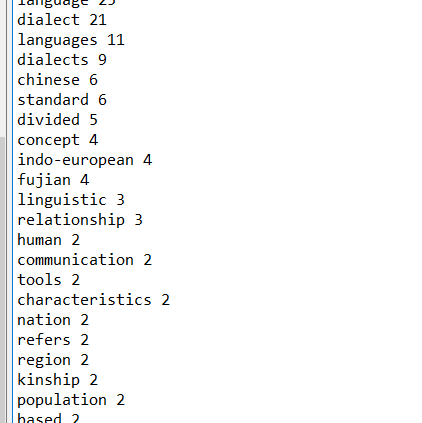 language 25
dialect 21
languages 11
dialects 9
chinese 6
standard 6
divided 5
concept 4
indo-european 4
fujian 4
linguistic 3
relationship 3
human 2
communication 2
tools 2
characteristics 2
nation 2
refers 2
region 2
kinship 2
population 2
based 2